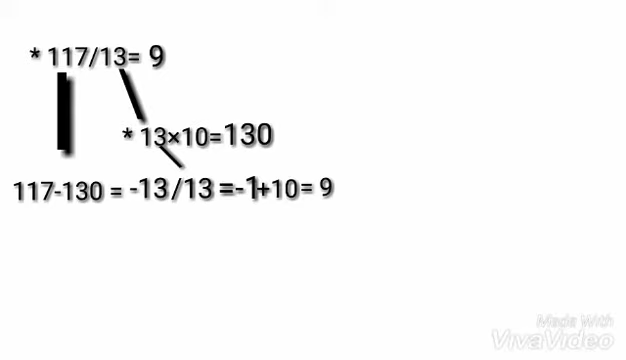 * 117/13= 9
* 13×10=130
117-130 = -13/13 =-1+10= 9
Made With
VivaVideo